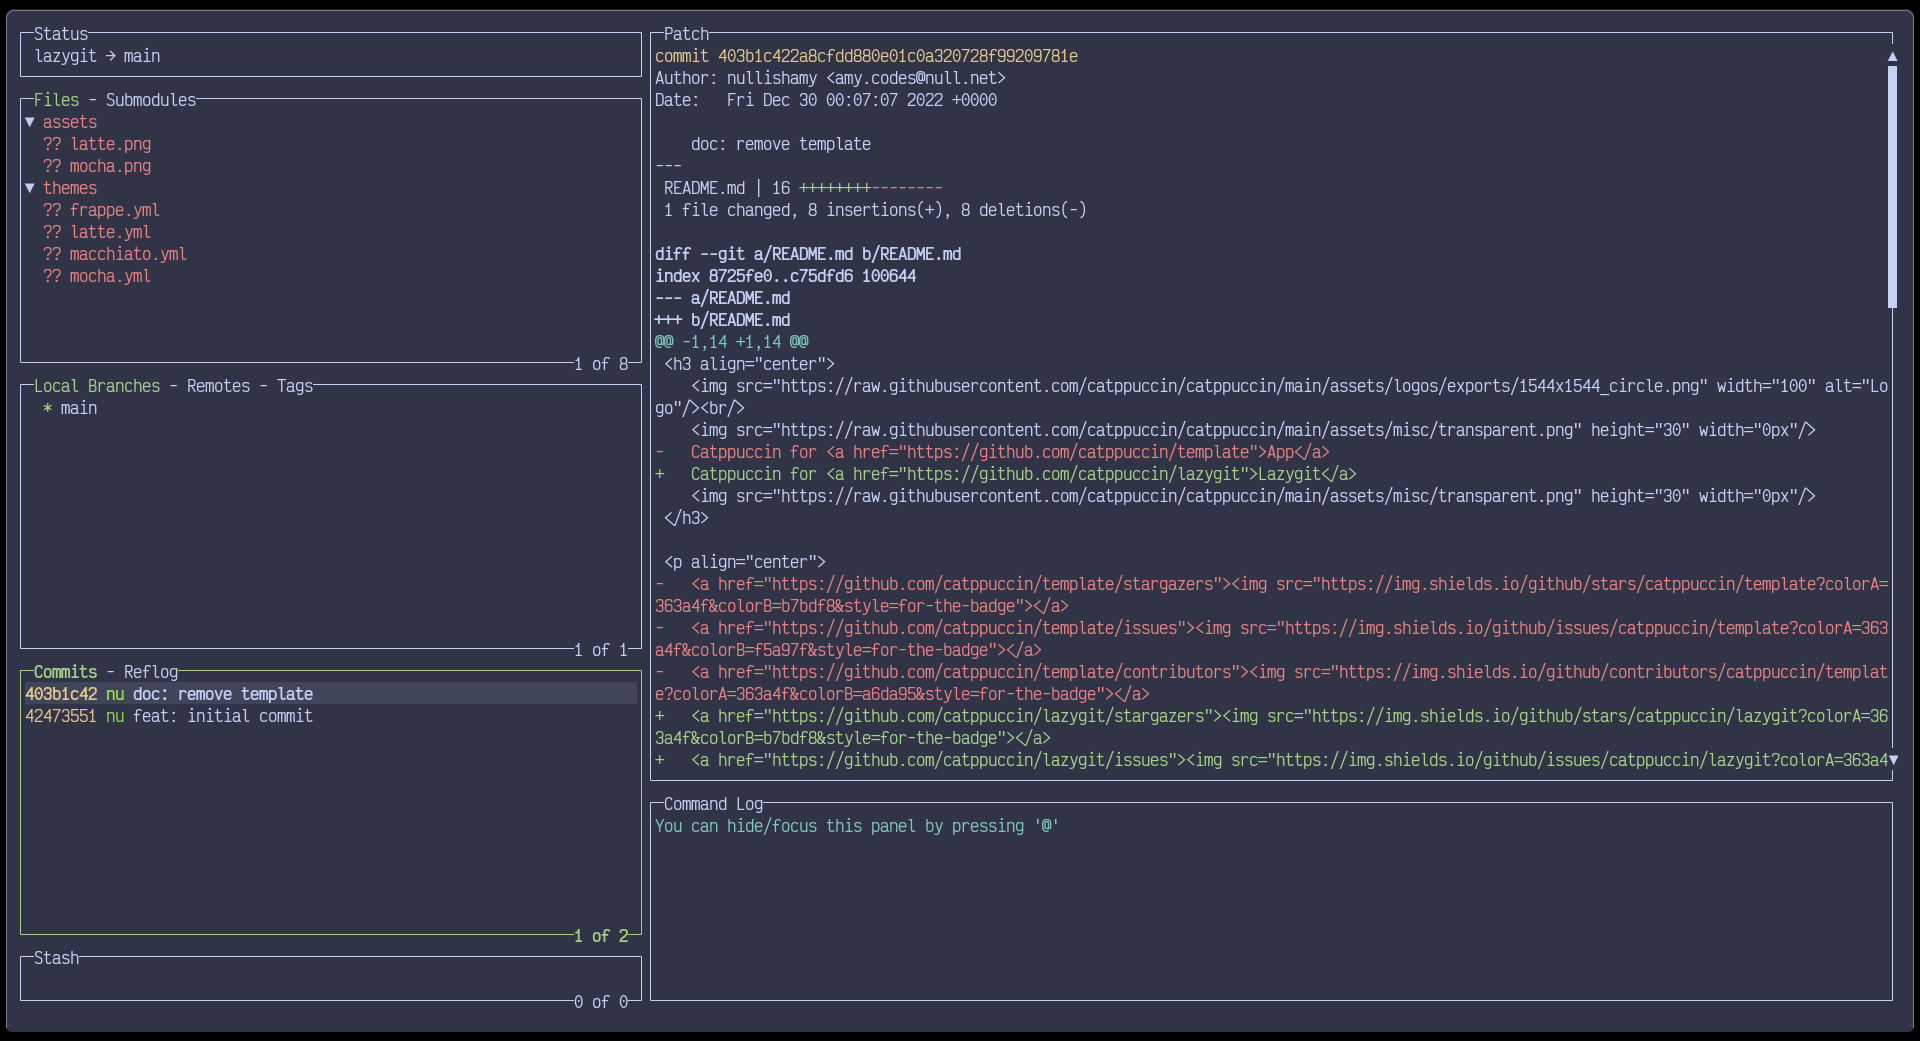 Status
lazygit → main
Files - Submodules
▼ assets
?? latte.png
?? mocha.png
▼ themes
?? frappe.yml
?? latte.yml
?? macchiato.yml
?? mocha.yml
1 of 8
Local Branches - Remotes - Tags
* main
1 of 1
Commits - Reflog
403b1c42 nu doc: remove template
42473551 nu feat: initial commit
1 of 2
Stash
0 of 0
Patch
commit 403b1c422a8cfdd880e01c0a320728f99209781e
Author: nullishamy <amy.codes@null.net>
Date:   Fri Dec 30 00:07:07 2022 +0000
    doc: remove template
---
 README.md | 16 ++++++++--------
 1 file changed, 8 insertions(+), 8 deletions(-)
diff --git a/README.md b/README.md
index 8725fe0..c75dfd6 100644
--- a/README.md
+++ b/README.md
@@ -1,14 +1,14 @@
 <h3 align="center">
    <img src="https://raw.githubusercontent.com/catppuccin/catppuccin/main/assets/logos/exports/1544x1544_circle.png" width="100" alt="Lo
go"/><br/>
    <img src="https://raw.githubusercontent.com/catppuccin/catppuccin/main/assets/misc/transparent.png" height="30" width="0px"/>
-   Catppuccin for <a href="https://github.com/catppuccin/template">App</a>
+   Catppuccin for <a href="https://github.com/catppuccin/lazygit">Lazygit</a>
    <img src="https://raw.githubusercontent.com/catppuccin/catppuccin/main/assets/misc/transparent.png" height="30" width="0px"/>
 </h3>
 <p align="center">
-   <a href="https://github.com/catppuccin/template/stargazers"><img src="https://img.shields.io/github/stars/catppuccin/template?colorA=
363a4f&colorB=b7bdf8&style=for-the-badge"></a>
-   <a href="https://github.com/catppuccin/template/issues"><img src="https://img.shields.io/github/issues/catppuccin/template?colorA=363
a4f&colorB=f5a97f&style=for-the-badge"></a>
-   <a href="https://github.com/catppuccin/template/contributors"><img src="https://img.shields.io/github/contributors/catppuccin/templat
e?colorA=363a4f&colorB=a6da95&style=for-the-badge"></a>
+   <a href="https://github.com/catppuccin/lazygit/stargazers"><img src="https://img.shields.io/github/stars/catppuccin/lazygit?colorA=36
3a4f&colorB=b7bdf8&style=for-the-badge"></a>
+   <a href="https://github.com/catppuccin/lazygit/issues"><img src="https://img.shields.io/github/issues/catppuccin/lazygit?colorA=363a4
Command Log
You can hide/focus this panel by pressing '@'